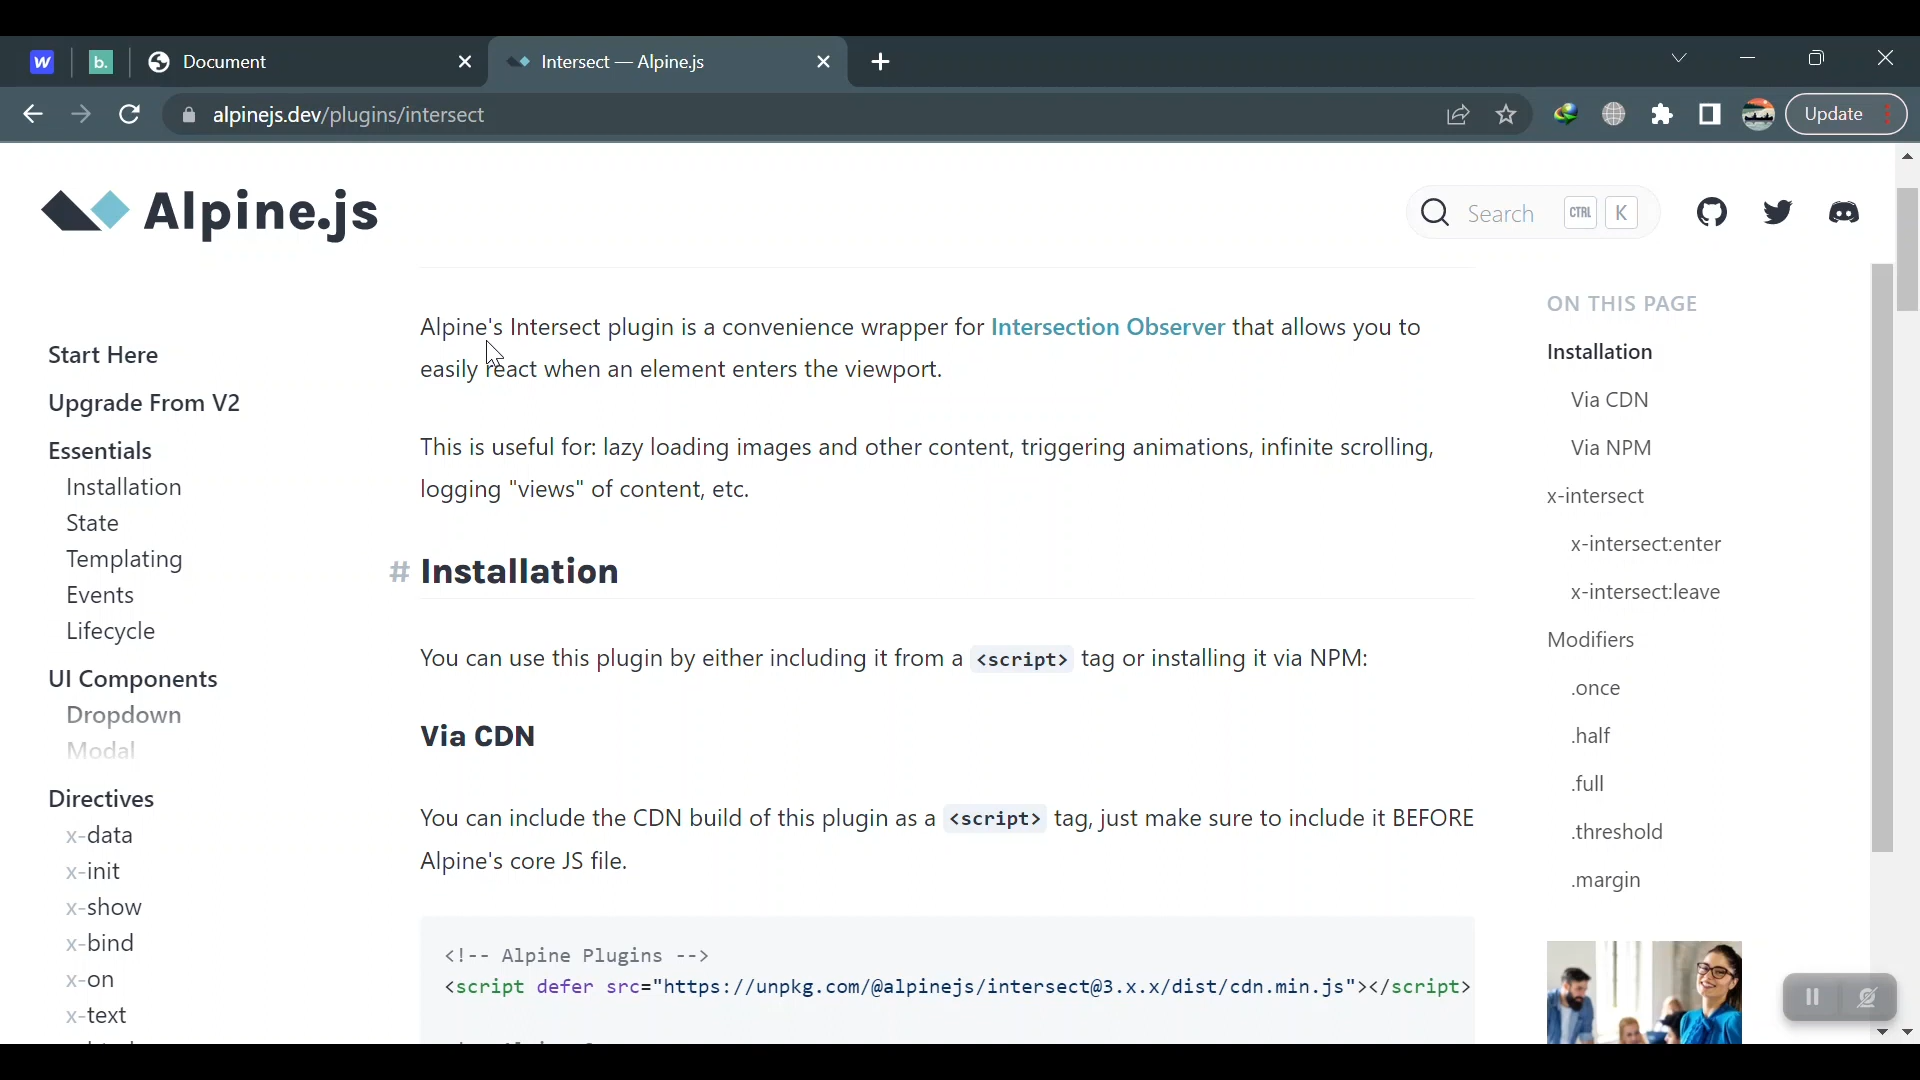 W
b.
Document
Intersect — Alpine.js
alpinejs.dev/plugins/intersect
Update
Alpine.js
Search CTRL K
Start Here
Upgrade From V2
Essentials
Installation
State
Templating
Events
Lifecycle
UI Components
Dropdown
Modal
Directives
x-data
x-init
x-show
x-bind
x-on
x-text
Alpine's Intersect plugin is a convenience wrapper for Intersection Observer that allows you to
easily react when an element enters the viewport.
This is useful for: lazy loading images and other content, triggering animations, infinite scrolling,
logging "views" of content, etc.
# Installation
You can use this plugin by either including it from a <script> tag or installing it via NPM:
Via CDN
You can include the CDN build of this plugin as a <script> tag, just make sure to include it BEFORE
Alpine's core JS file.
<!-- Alpine Plugins -->
<script defer src="https://unpkg.com/@alpinejs/intersect@3.x.x/dist/cdn.min.js"></script>
ON THIS PAGE
Installation
Via CDN
Via NPM
x-intersect
x-intersect:enter
x-intersect:leave
Modifiers
.once
.half
.full
.threshold
.margin